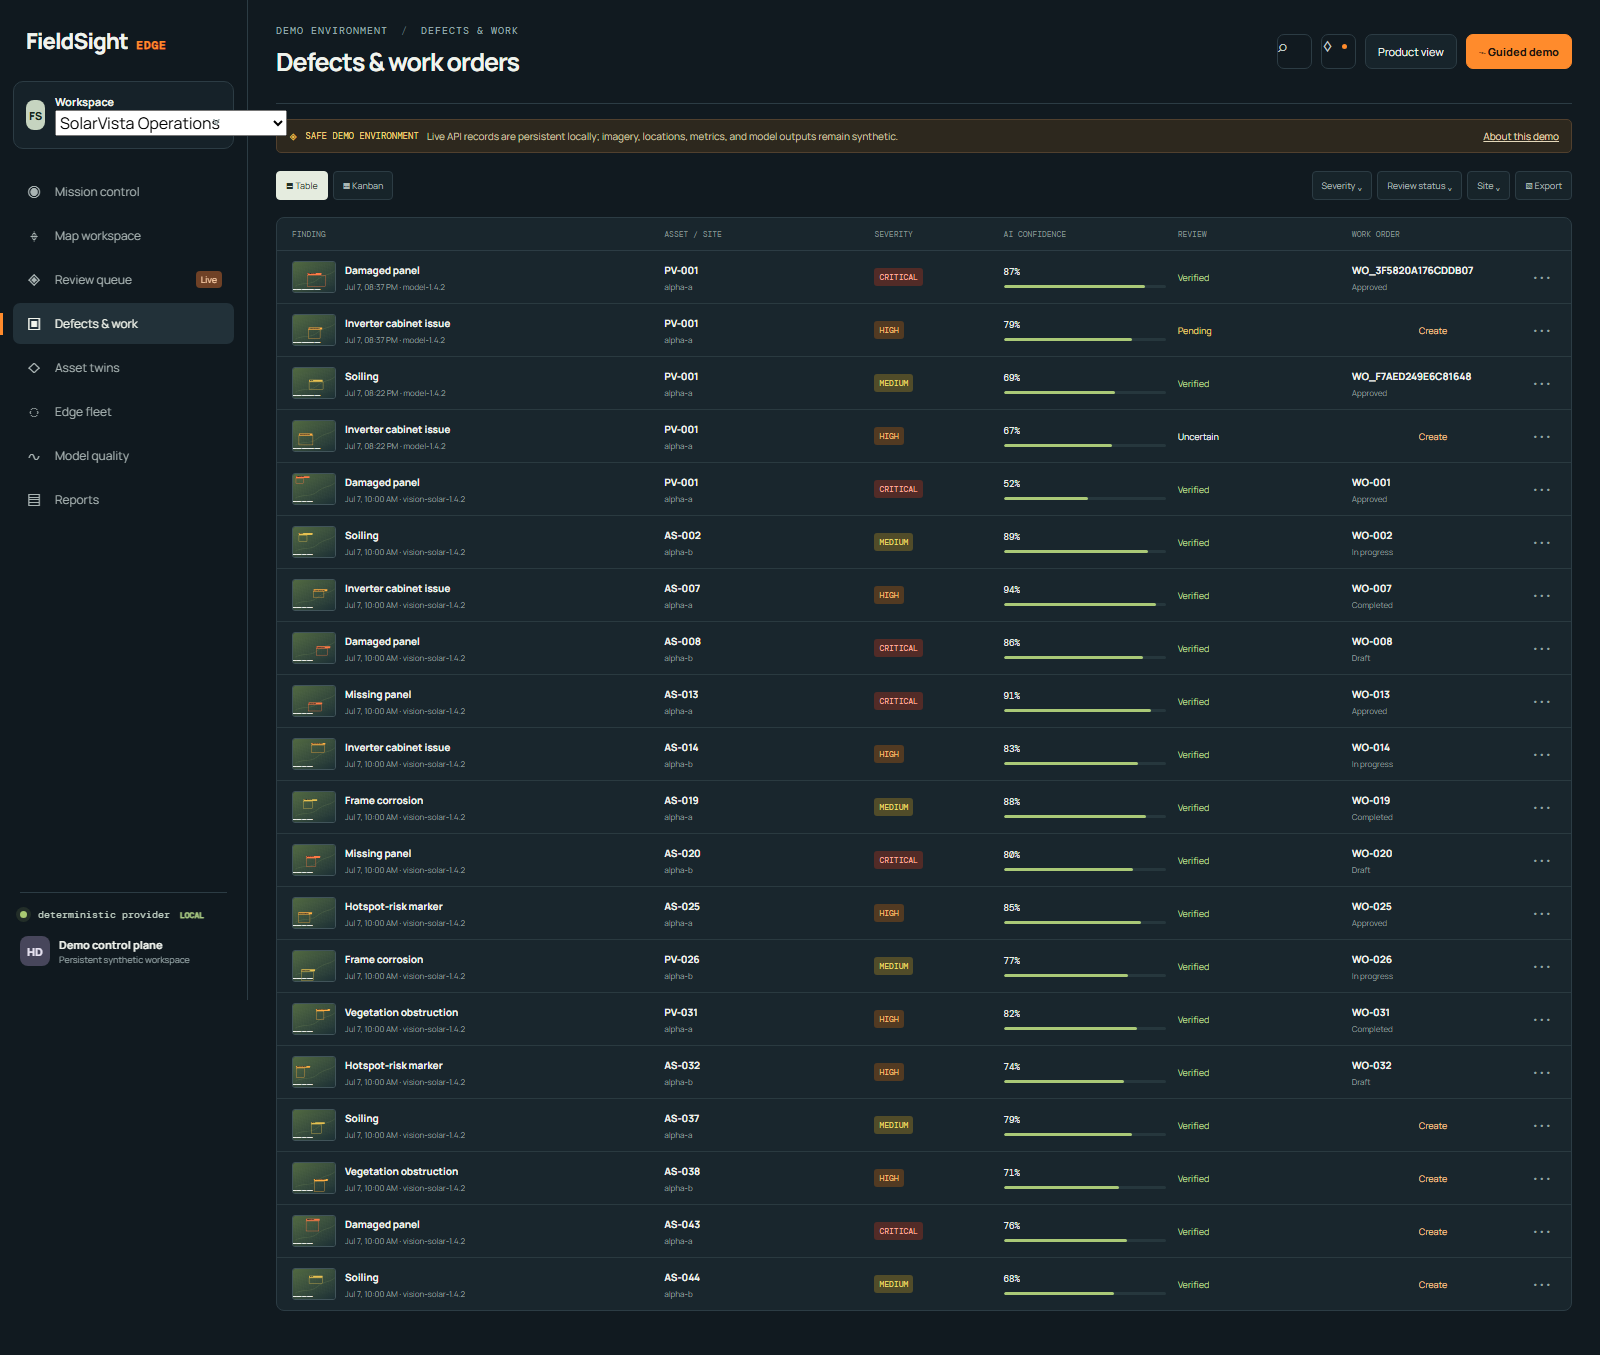 FieldSight EDGE
FS
Workspace
SolarVista Operations
Mission control
Map workspace
Review queue Live
Defects & work
Asset twins
Edge fleet
Model quality
Reports
deterministic provider LOCAL
HD
Demo control plane
Persistent synthetic workspace
DEMO ENVIRONMENT / DEFECTS & WORK
Defects & work orders
Product view
Guided demo
SAFE DEMO ENVIRONMENT Live API records are persistent locally; imagery, locations, metrics, and model outputs remain synthetic. About this demo
Table Kanban Severity Review status Site Export
FINDING ASSET / SITE SEVERITY AI CONFIDENCE REVIEW WORK ORDER
Damaged panel PV-001 CRITICAL 87% Verified WO_3F5820A176CDDB07
Jul 7, 08:37 PM · model-1.4.2 alpha-a Approved
Inverter cabinet issue PV-001 HIGH 79% Pending Create
Jul 7, 08:37 PM · model-1.4.2 alpha-a
Soiling PV-001 MEDIUM 69% Verified WO_F7AED249E6C81648
Jul 7, 08:22 PM · model-1.4.2 alpha-a Approved
Inverter cabinet issue PV-001 HIGH 67% Uncertain Create
Jul 7, 08:22 PM · model-1.4.2 alpha-a
Damaged panel PV-001 CRITICAL 52% Verified WO-001
Jul 7, 10:00 AM · vision-solar-1.4.2 alpha-a Approved
Soiling AS-002 MEDIUM 89% Verified WO-002
Jul 7, 10:00 AM · vision-solar-1.4.2 alpha-b In progress
Inverter cabinet issue AS-007 HIGH 94% Verified WO-007
Jul 7, 10:00 AM · vision-solar-1.4.2 alpha-a Completed
Damaged panel AS-008 CRITICAL 86% Verified WO-008
Jul 7, 10:00 AM · vision-solar-1.4.2 alpha-b Draft
Missing panel AS-013 CRITICAL 91% Verified WO-013
Jul 7, 10:00 AM · vision-solar-1.4.2 alpha-a Approved
Inverter cabinet issue AS-014 HIGH 83% Verified WO-014
Jul 7, 10:00 AM · vision-solar-1.4.2 alpha-b In progress
Frame corrosion AS-019 MEDIUM 88% Verified WO-019
Jul 7, 10:00 AM · vision-solar-1.4.2 alpha-a Completed
Missing panel AS-020 CRITICAL 80% Verified WO-020
Jul 7, 10:00 AM · vision-solar-1.4.2 alpha-b Draft
Hotspot-risk marker AS-025 HIGH 85% Verified WO-025
Jul 7, 10:00 AM · vision-solar-1.4.2 alpha-a Approved
Frame corrosion PV-026 MEDIUM 77% Verified WO-026
Jul 7, 10:00 AM · vision-solar-1.4.2 alpha-b In progress
Vegetation obstruction PV-031 HIGH 82% Verified WO-031
Jul 7, 10:00 AM · vision-solar-1.4.2 alpha-a Completed
Hotspot-risk marker AS-032 HIGH 74% Verified WO-032
Jul 7, 10:00 AM · vision-solar-1.4.2 alpha-b Draft
Soiling AS-037 MEDIUM 79% Verified Create
Jul 7, 10:00 AM · vision-solar-1.4.2 alpha-a
Vegetation obstruction AS-038 HIGH 71% Verified Create
Jul 7, 10:00 AM · vision-solar-1.4.2 alpha-b
Damaged panel AS-043 CRITICAL 76% Verified Create
Jul 7, 10:00 AM · vision-solar-1.4.2 alpha-a
Soiling AS-044 MEDIUM 68% Verified Create
Jul 7, 10:00 AM · vision-solar-1.4.2 alpha-b